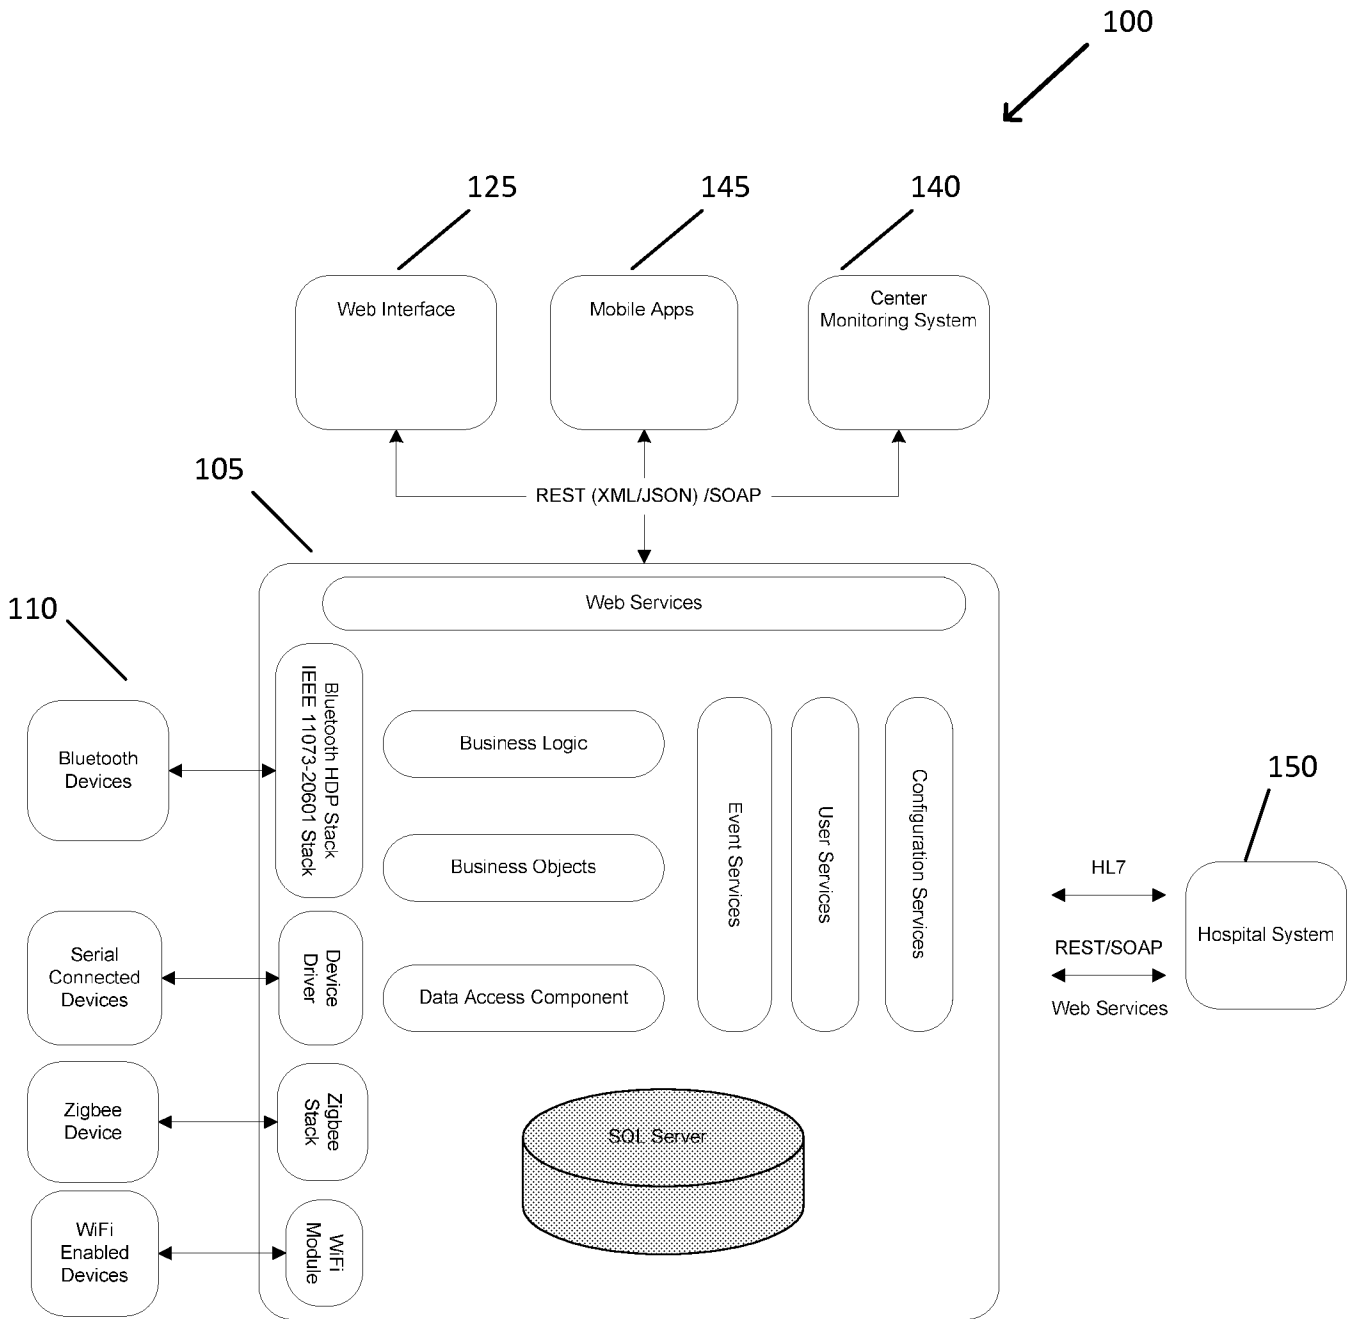 100
125
145
140
Web Interface
Mobile Apps
Center
Monitoring System
105
REST (XML/JSON) /SOAP
110
Web Services
Bluetooth HDP Stack
IEEE 11073-20601 Stack
Bluetooth
Devices
Business Logic
Business Objects
Data Access Component
Event Services
User Services
Configuration Services
150
HL7
REST/SOAP
Web Services
Hospital System
Serial
Connected
Devices
Device
Driver
Zigbee
Device
Zigbee
Stack
SQL Server
WiFi
Enabled
Devices
WiFi
Module